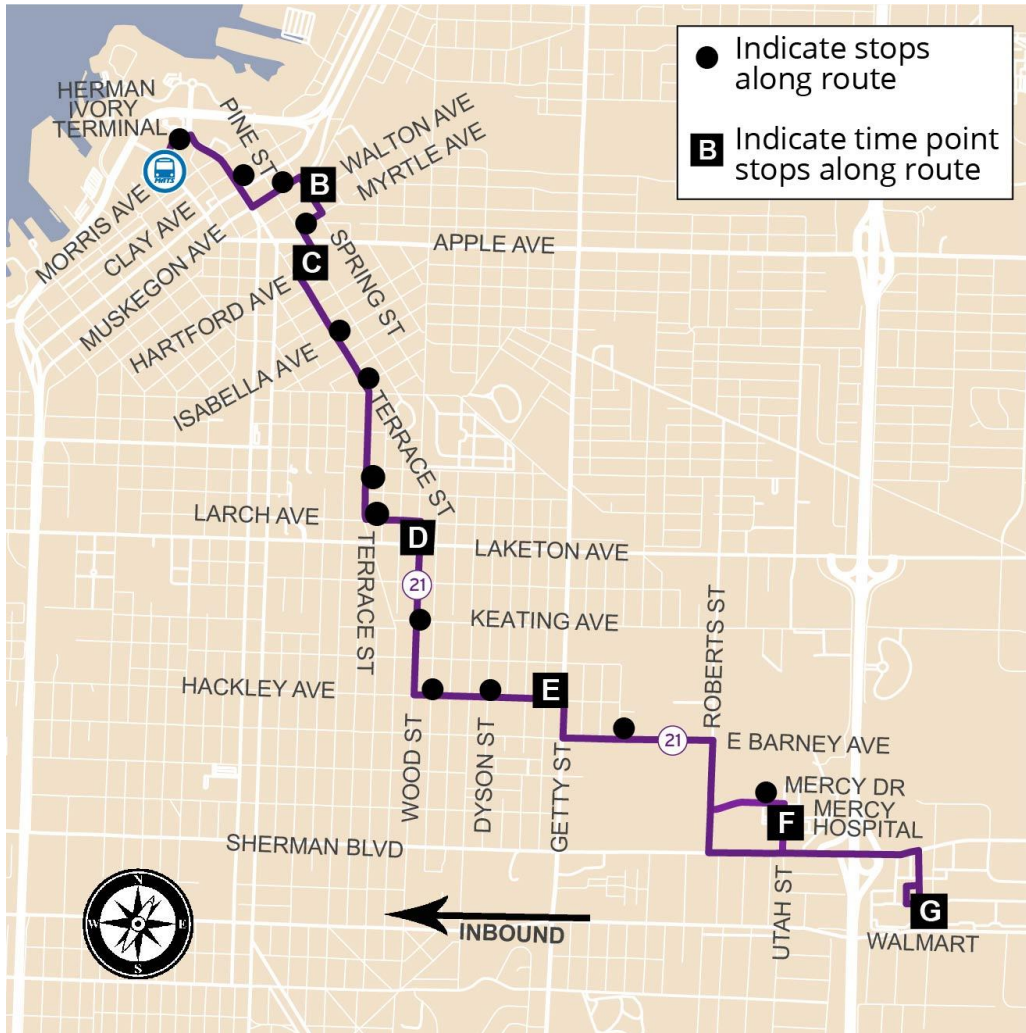 Indicate stops
along route
B
Indicate time point
stops along route
HERMAN
IVORY
TERMINAL
PINE ST
WALTON AVE
MYRTLE AVE
B
MORRIS AVE
CLAY AVE
MUSKEGON AVE
SPRING ST
APPLE AVE
C
HARTFORD AVE
ISABELLA AVE
TERRACE ST
LARCH AVE
D
LAKETON AVE
TERRACE ST
21
KEATING AVE
ROBERTS ST
HACKLEY AVE
E
WOOD ST
DYSON ST
GETTY ST
21
E BARNEY AVE
MERCY DR
F
MERCY
HOSPITAL
SHERMAN BLVD
UTAH ST
G
WALMART
INBOUND
N
W
E
S